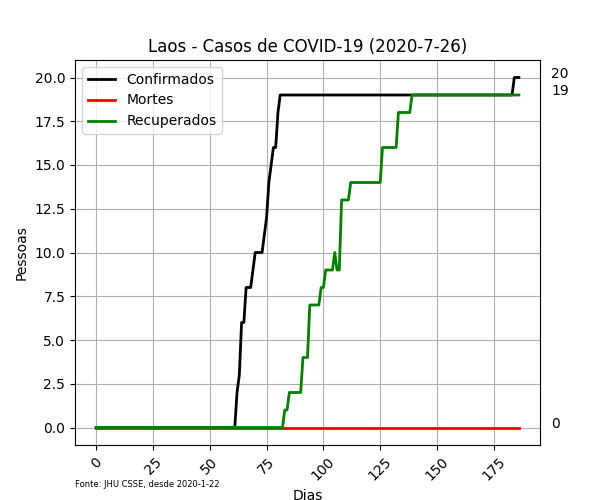 Laos - Casos de COVID-19 (2020-7-26)
Confirmados
Mortes
Recuperados
20
19
0
20.0
17.5
15.0
12.5
10.0
7.5
5.0
2.5
0.0
Pessoas
0
25
50
75
100
125
150
175
Fonte: JHU CSSE, desde 2020-1-22
Dias